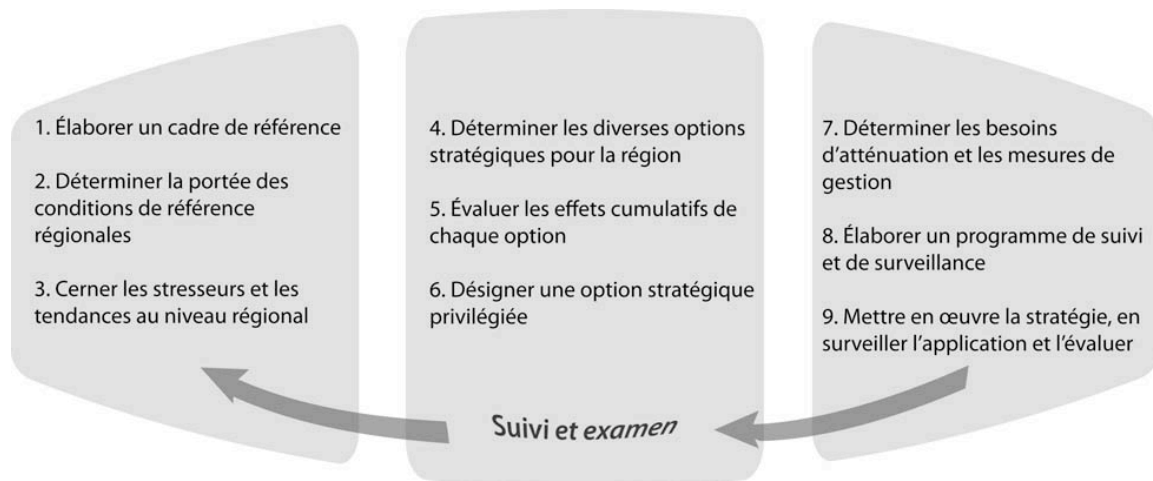 1. Élaborer un cadre de référence
2. Déterminer la portée des
conditions de référence
régionales
3. Cerner les stresseurs et les
tendances au niveau régional
4. Déterminer les diverses options
stratégiques pour la région
5. Évaluer les effets cumulatifs de
chaque option
6. Désigner une option stratégique
privilégiée
7. Déterminer les besoins
d’atténuation et les mesures de
gestion
8. Élaborer un programme de suivi
et de surveillance
9. Mettre en œuvre la stratégie, en
surveiller l’application et l’évaluer
Suivi et examen